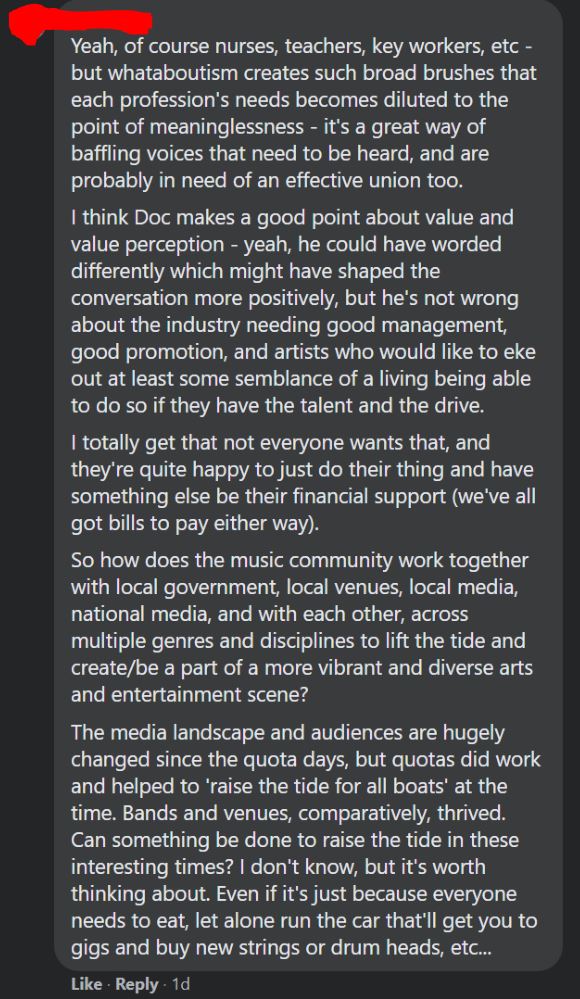 Yeah, of course nurses, teachers, key workers, etc -
but whataboutism creates such broad brushes that
each profession's needs becomes diluted to the
point of meaninglessness - it's a great way of
baffling voices that need to be heard, and are
probably in need of an effective union too.
I think Doc makes a good point about value and
value perception - yeah, he could have worded
differently which might have shaped the
conversation more positively, but he's not wrong
about the industry needing good management,
good promotion, and artists who would like to eke
out at least some semblance of a living being able
to do so if they have the talent and the drive.
I totally get that not everyone wants that, and
they're quite happy to just do their thing and have
something else be their financial support (we've all
got bills to pay either way).
So how does the music community work together
with local government, local venues, local media,
national media, and with each other, across
multiple genres and disciplines to lift the tide and
create/be a part of a more vibrant and diverse arts
and entertainment scene?
The media landscape and audiences are hugely
changed since the quota days, but quotas did work
and helped to 'raise the tide for all boats' at the
time. Bands and venues, comparatively, thrived.
Can something be done to raise the tide in these
interesting times? I don't know, but it's worth
thinking about. Even if it's just because everyone
needs to eat, let alone run the car that'll get you to
gigs and buy new strings or drum heads, etc...
Like · Reply · 1d